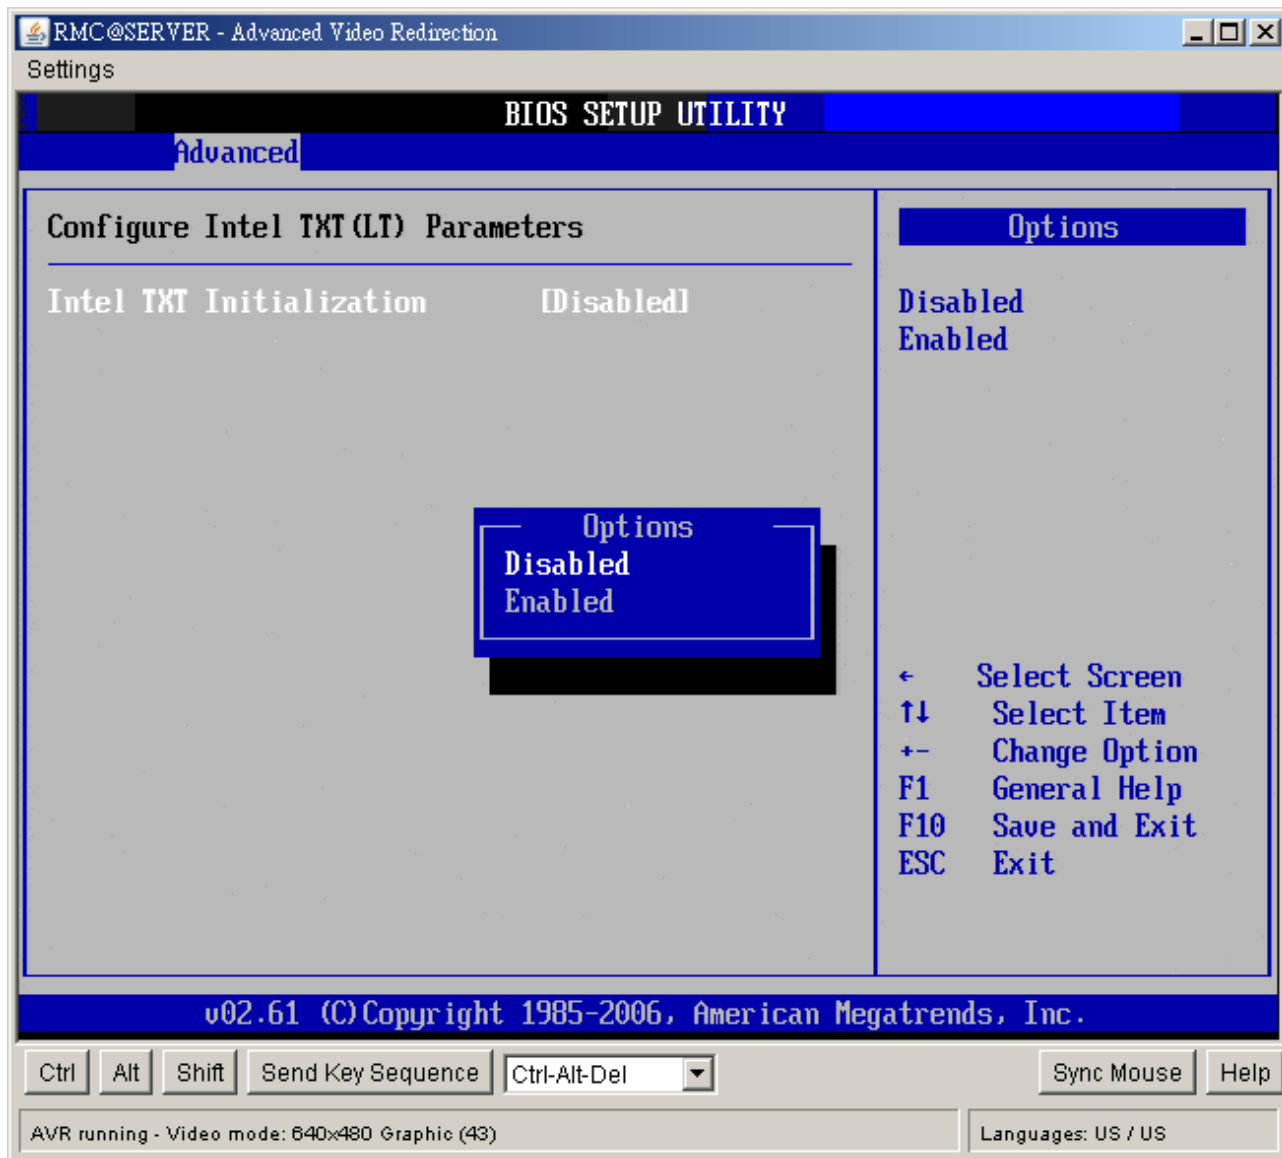 RMC@SERVER - Advanced Video Redirection
Settings
BIOS SETUP UTILITY
Advanced
Configure Intel TXT(LT) Parameters
Intel TXT Initialization [Disabled]
Options
Disabled
Enabled
Options
Disabled
Enabled
← Select Screen
↑↓ Select Item
+- Change Option
F1 General Help
F10 Save and Exit
ESC Exit
v02.61 (C)Copyright 1985-2006, American Megatrends, Inc.
Ctrl Alt Shift Send Key Sequence Ctrl-Alt-Del Sync Mouse Help
AVR running - Video mode: 640x480 Graphic (43) Languages: US / US